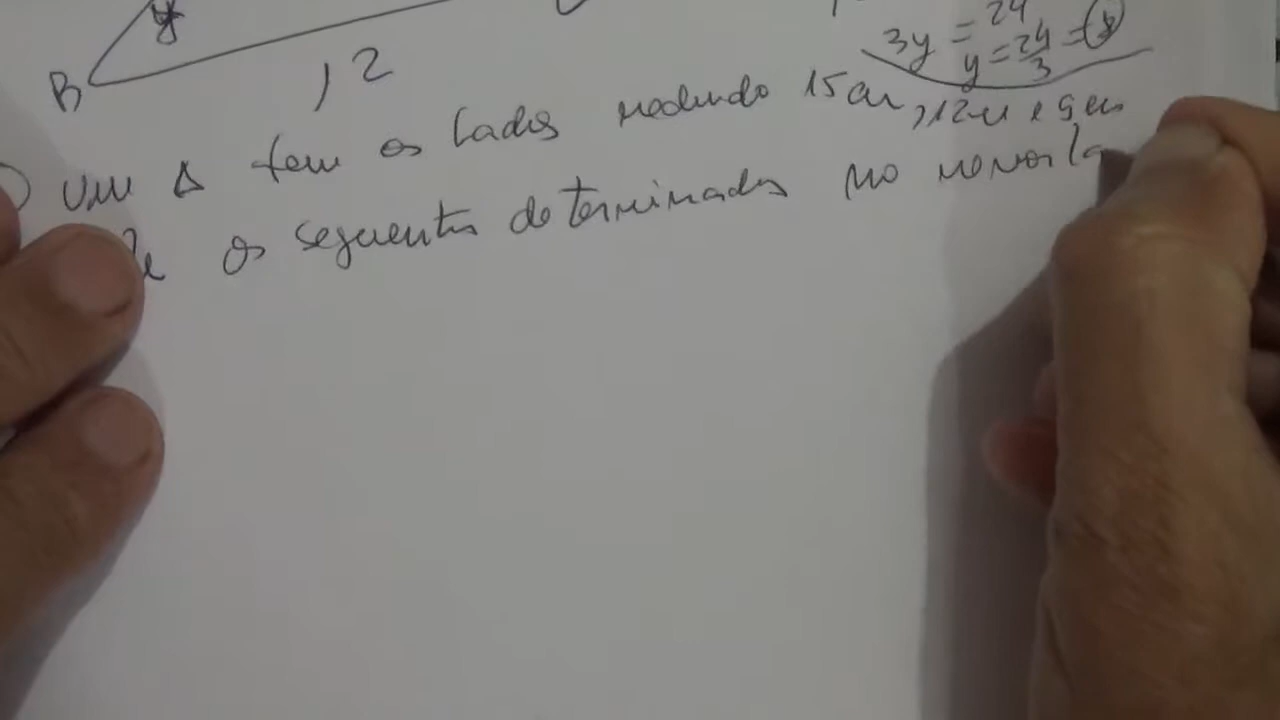 y
B
12
3y = 24
y = 24/3 = 8
Um Δ tem os lados medindo 15cm, 12cm e 9cm
os segmentos determinados no menor la